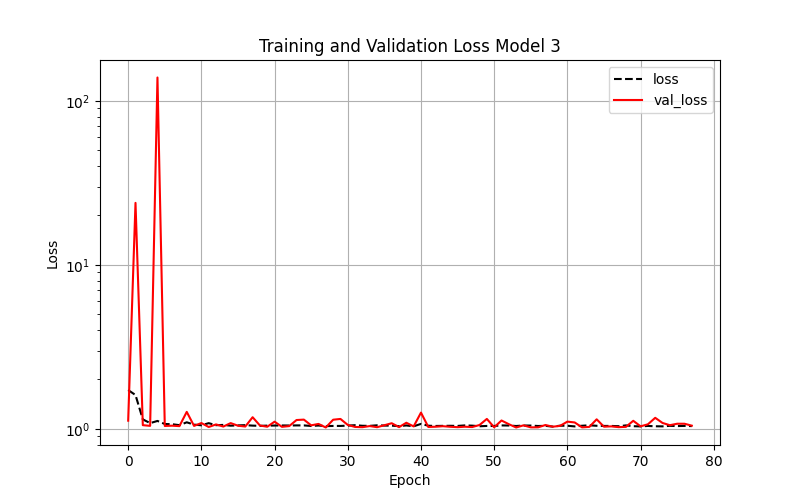 Training and Validation Loss Model 3
loss
val_loss
10²
10¹
10⁰
Loss
0 10 20 30 40 50 60 70 80
Epoch